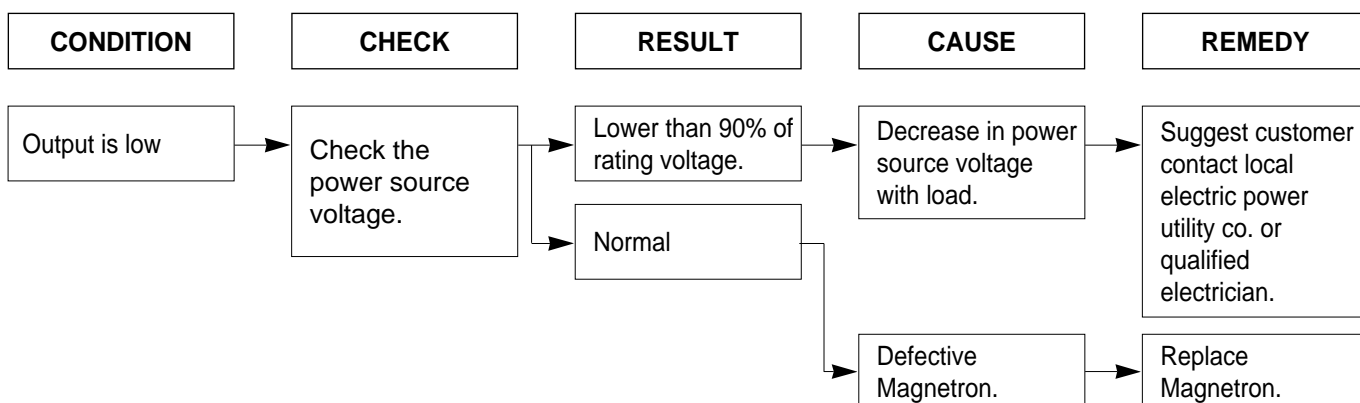 CONDITION
CHECK
RESULT
CAUSE
REMEDY
Output is low
Check the
power source
voltage.
Lower than 90% of
rating voltage.
Decrease in power
source voltage
with load.
Suggest customer
contact local
electric power
utility co. or
qualified
electrician.
Normal
Defective
Magnetron.
Replace
Magnetron.